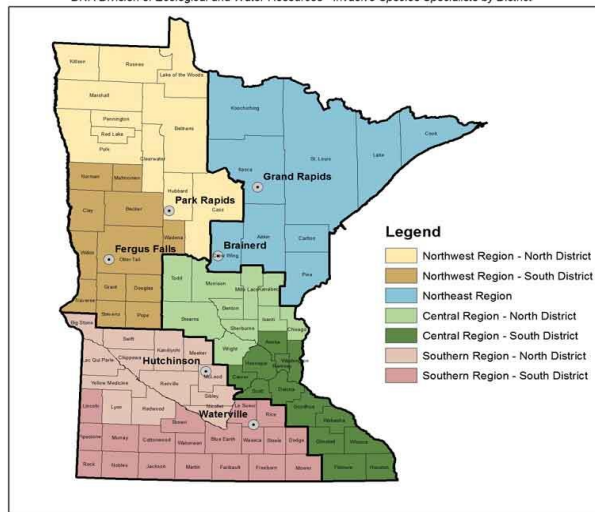 DNR Division of Ecological and Water Resources - Invasive Species Specialists by District
Kittson
Roseau
Lake of the Woods
Marshall
Koochiching
Pennington
Beltrami
Red Lake
Polk
Clearwater
St. Louis
Lake
Cook
Itasca
Norman
Mahnomen
Hubbard
Grand Rapids
Clay
Becker
Park Rapids
Cass
Wadena
Aitkin
Carlton
Fergus Falls
Brainerd
Crow Wing
Wilkin
Otter Tail
Pine
Todd
Morrison
Mille Lacs
Kanabec
Grant
Douglas
Traverse
Stevens
Pope
Stearns
Benton
Isanti
Sherburne
Chisago
Big Stone
Swift
Wright
Anoka
Kandiyohi
Meeker
Hennepin
Ramsey
Washington
Lac Qui Parle
Chippewa
Hutchinson
McLeod
Carver
Yellow Medicine
Renville
Scott
Dakota
Sibley
Lincoln
Lyon
Redwood
Nicollet
Le Sueur
Rice
Goodhue
Wabasha
Brown
Waterville
Pipestone
Murray
Cottonwood
Watonwan
Blue Earth
Waseca
Steele
Dodge
Olmsted
Winona
Rock
Nobles
Jackson
Martin
Faribault
Freeborn
Mower
Fillmore
Houston
Legend
Northwest Region - North District
Northwest Region - South District
Northeast Region
Central Region - North District
Central Region - South District
Southern Region - North District
Southern Region - South District